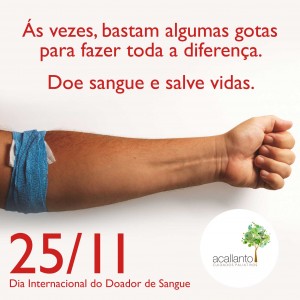 Ás vezes, bastam algumas gotas
para fazer toda a diferença.
Doe sangue e salve vidas.
25/11
Dia Internacional do Doador de Sangue
acallanto